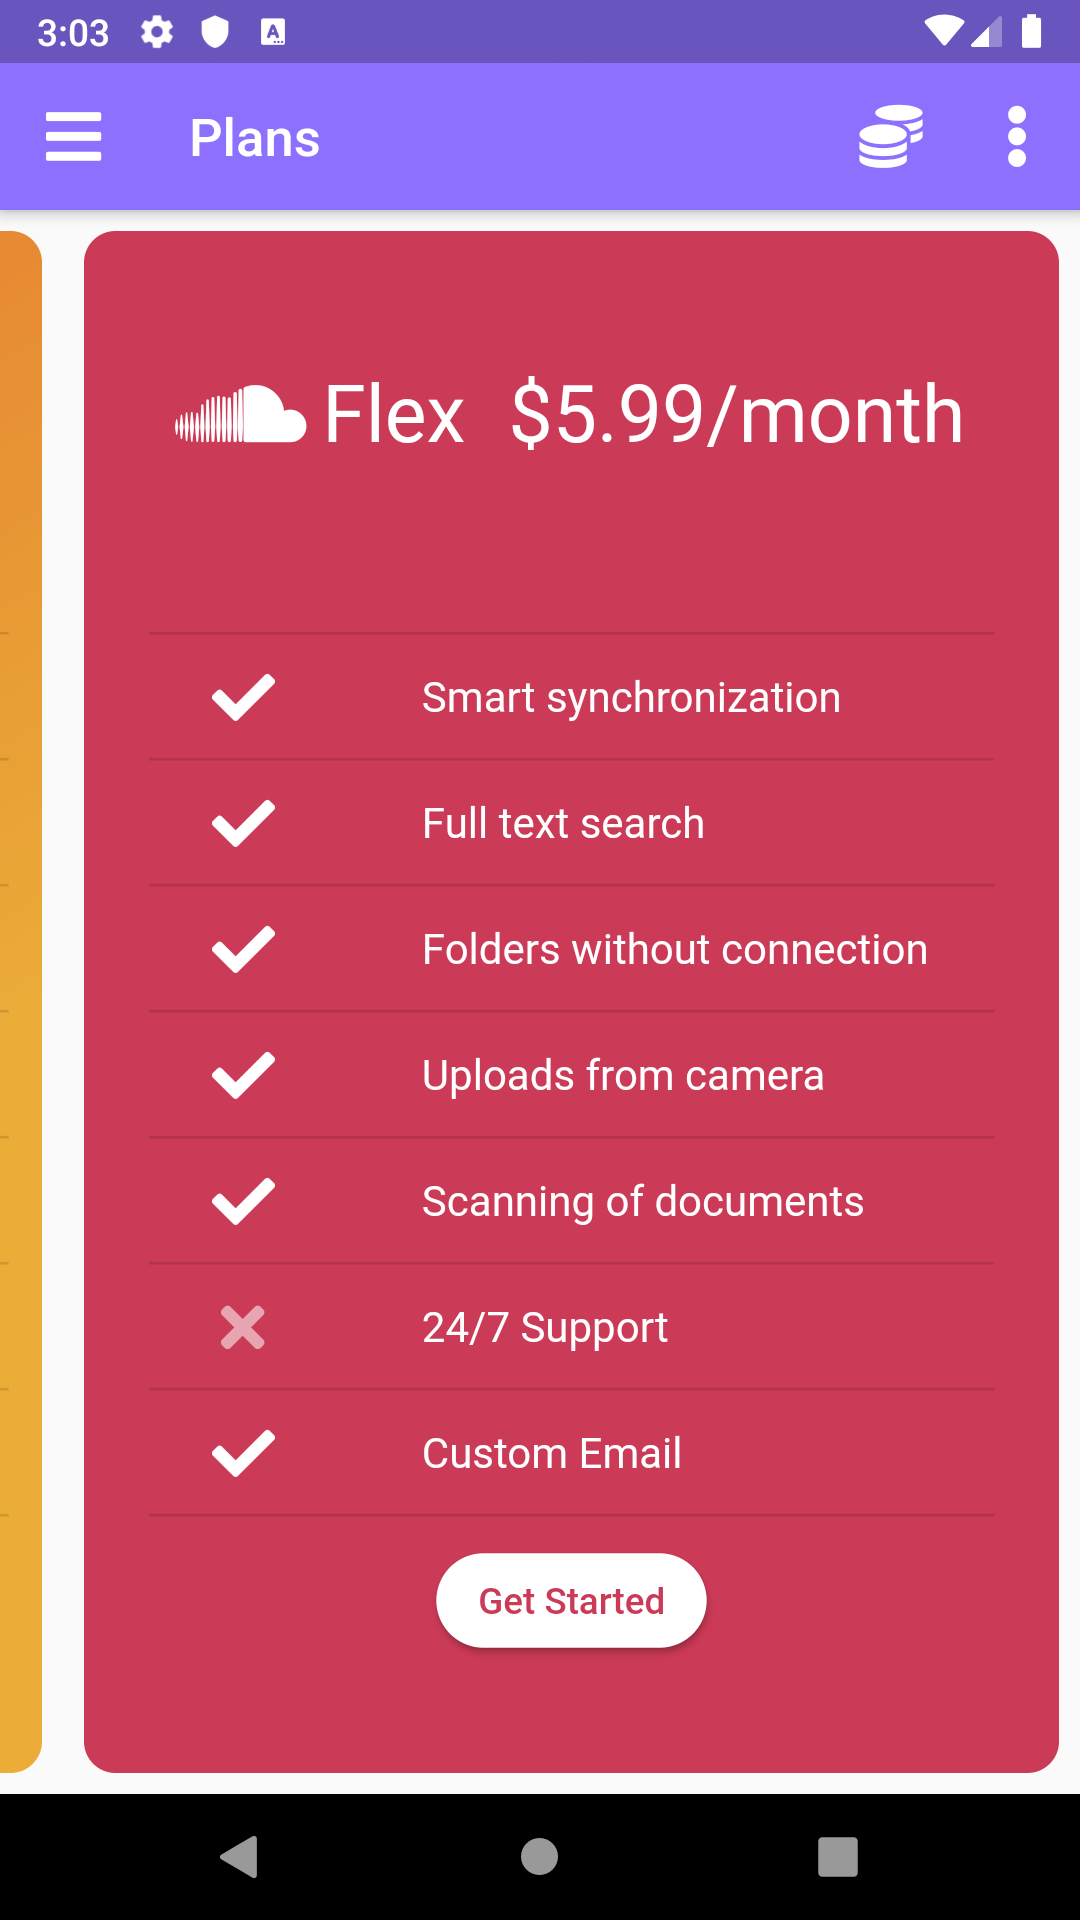 3:03
Plans
Flex $5.99/month
Smart synchronization
Full text search
Folders without connection
Uploads from camera
Scanning of documents
24/7 Support
Custom Email
Get Started